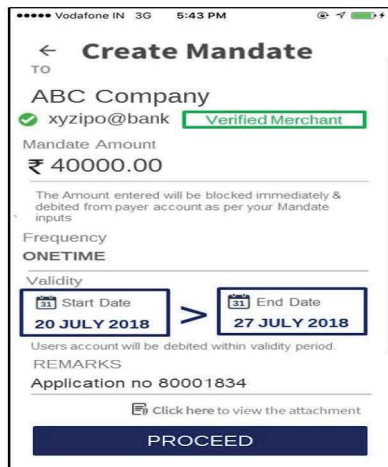 Vodafone IN 3G 5:43 PM
← Create Mandate
TO
ABC Company
xyzipo@bank Verified Merchant
Mandate Amount
₹ 40000.00
The Amount entered will be blocked immediately &
debited from payer account as per your Mandate
inputs
Frequency
ONETIME
Validity
31 Start Date > 31 End Date
20 JULY 2018 27 JULY 2018
Users account will be debited within validity period.
REMARKS
Application no 80001834
Click here to view the attachment
PROCEED